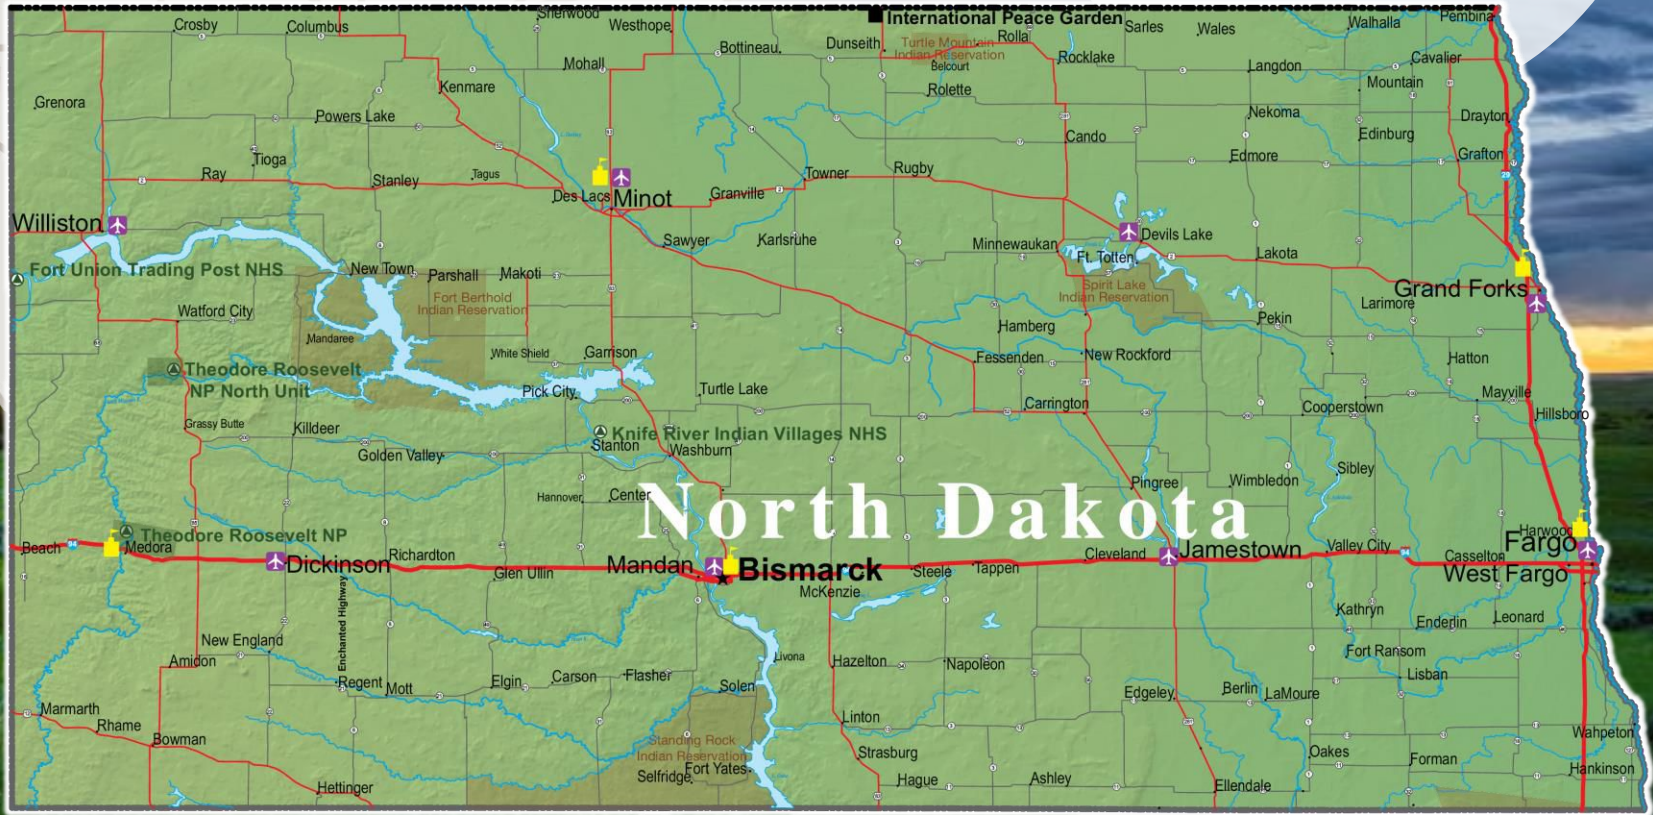 Crosby
Columbus
Sherwood
Westhope
International Peace Garden
Sarles
Wales
Walhalla
Pembina
Bottineau
Dunseith
Turtle Mountain
Indian Reservation
Belcourt
Rolla
Rocklake
Langdon
Cavalier
Mohall
Kenmare
Rolette
Mountain
Grenora
Powers Lake
Nekoma
Drayton
Cando
Edinburg
Tioga
Ray
Stanley
Tagus
Des Lacs
Minot
Granville
Towner
Rugby
Edmore
Grafton
29
Williston
Sawyer
Karlsruhe
Minnewaukan
Devils Lake
Ft. Totten
Lakota
Fort Union Trading Post NHS
New Town
Parshall
Makoti
Fort Berthold
Indian Reservation
Spirit Lake
Indian Reservation
Grand Forks
Larimore
Watford City
Mandaree
White Shield
Garrison
Hamberg
Pekin
Fessenden
New Rockford
Hatton
Theodore Roosevelt
NP North Unit
Pick City
Turtle Lake
Carrington
Cooperstown
Mayville
Hillsboro
Grassy Butte
Killdeer
Golden Valley
Knife River Indian Villages NHS
Stanton
Washburn
Sibley
Hannover
Center
Pingree
Wimbledon
North Dakota
Theodore Roosevelt NP
Beach
94
Medora
Dickinson
Richardton
Glen Ullin
Mandan
Bismarck
McKenzie
Steele
Tappen
Cleveland
Jamestown
Valley City
94
Casselton
Harwood
Fargo
West Fargo
Enchanted Highway
Kathryn
Enderlin
Leonard
New England
Amidon
Regent
Mott
Elgin
Carson
Flasher
Solen
Livona
Hazelton
Napoleon
Fort Ransom
Lisban
Edgeley
Berlin
LaMoure
Marmarth
Rhame
Bowman
Linton
Strasburg
Standing Rock
Indian Reservation
Fort Yates
Selfridge
Hague
Ashley
Ellendale
Oakes
Forman
Wahpeton
Hankinson
Hettinger